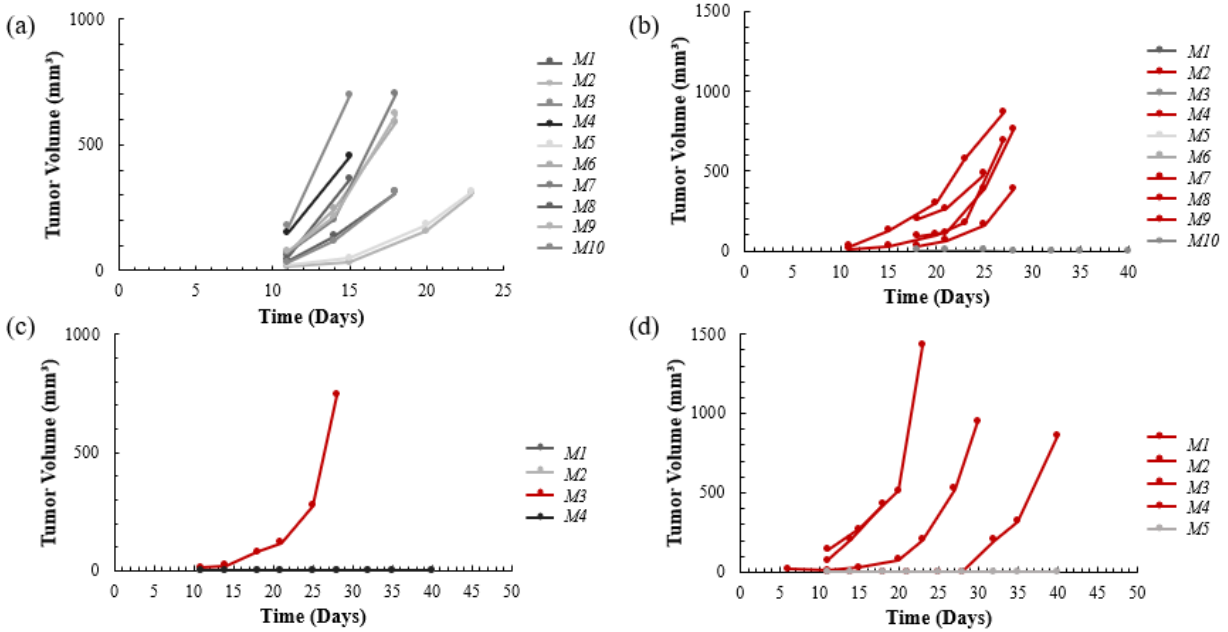 (a)
Tumor Volume (mm³)
1000
500
0
0 5 10 15 20 25
Time (Days)
M1
M2
M3
M4
M5
M6
M7
M8
M9
M10
(b)
Tumor Volume (mm³)
1500
1000
500
0
0 5 10 15 20 25 30 35 40
Time (Days)
M1
M2
M3
M4
M5
M6
M7
M8
M9
M10
(c)
Tumor Volume (mm³)
1000
500
0
0 5 10 15 20 25 30 35 40 45 50
Time (Days)
M1
M2
M3
M4
(d)
Tumor Volume (mm³)
1500
1000
500
0
0 5 10 15 20 25 30 35 40 45 50
Time (Days)
M1
M2
M3
M4
M5